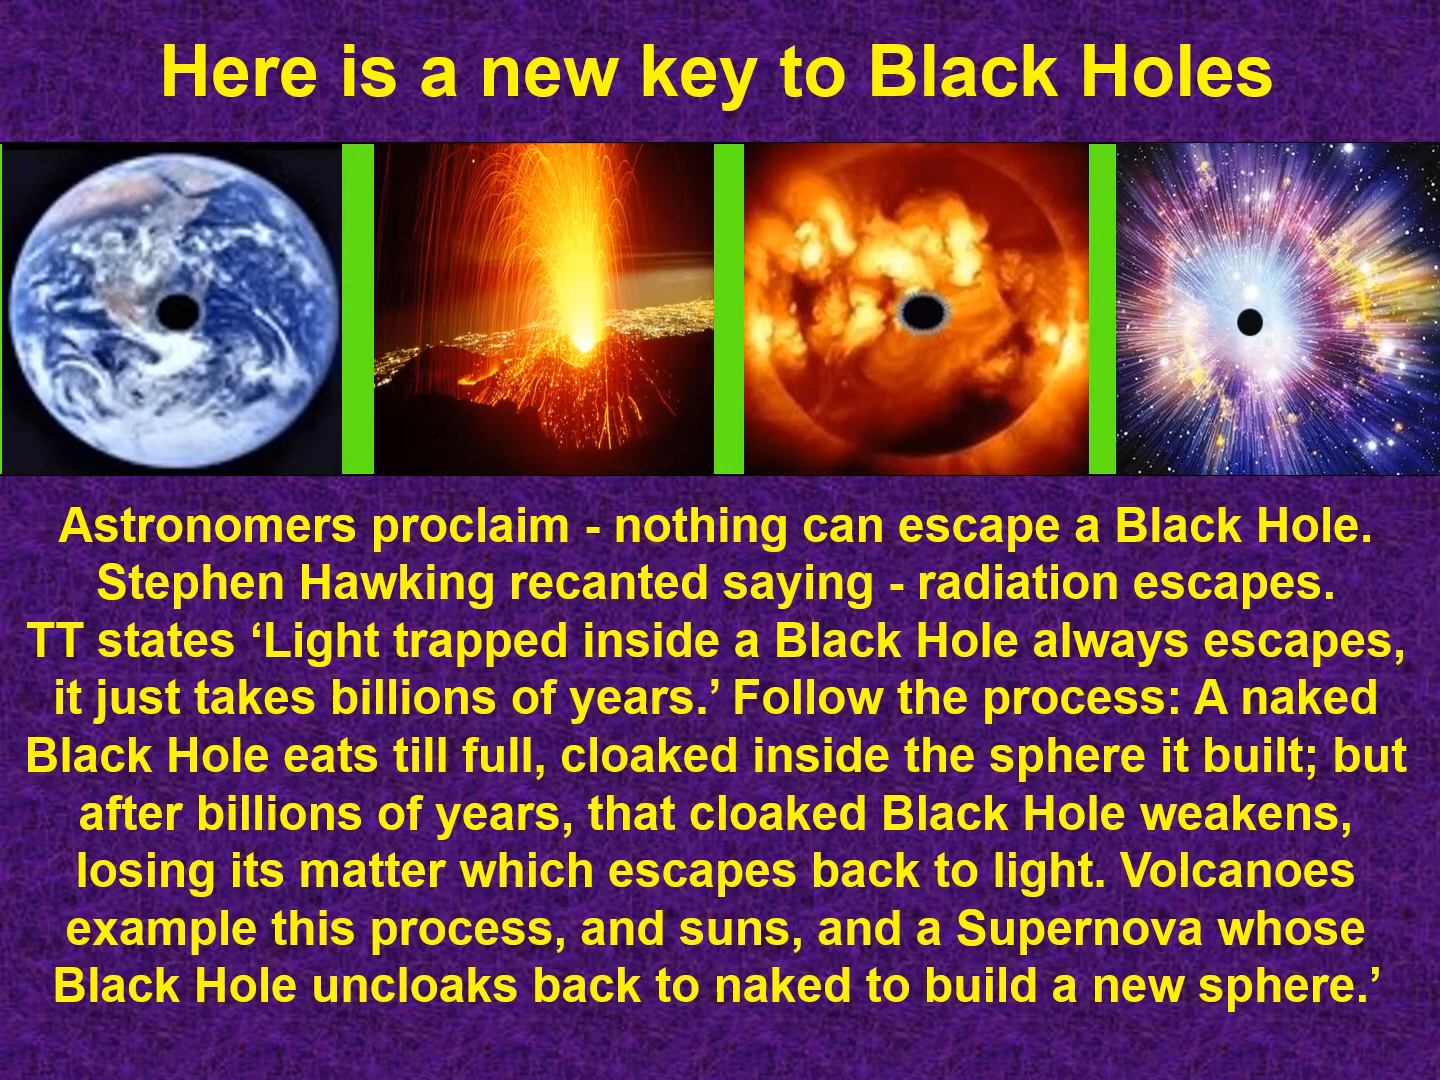 Here is a new key to Black Holes
Astronomers proclaim - nothing can escape a Black Hole.
Stephen Hawking recanted saying - radiation escapes.
TT states ‘Light trapped inside a Black Hole always escapes,
it just takes billions of years.’ Follow the process: A naked
Black Hole eats till full, cloaked inside the sphere it built; but
after billions of years, that cloaked Black Hole weakens,
losing its matter which escapes back to light. Volcanoes
example this process, and suns, and a Supernova whose
Black Hole uncloaks back to naked to build a new sphere.’